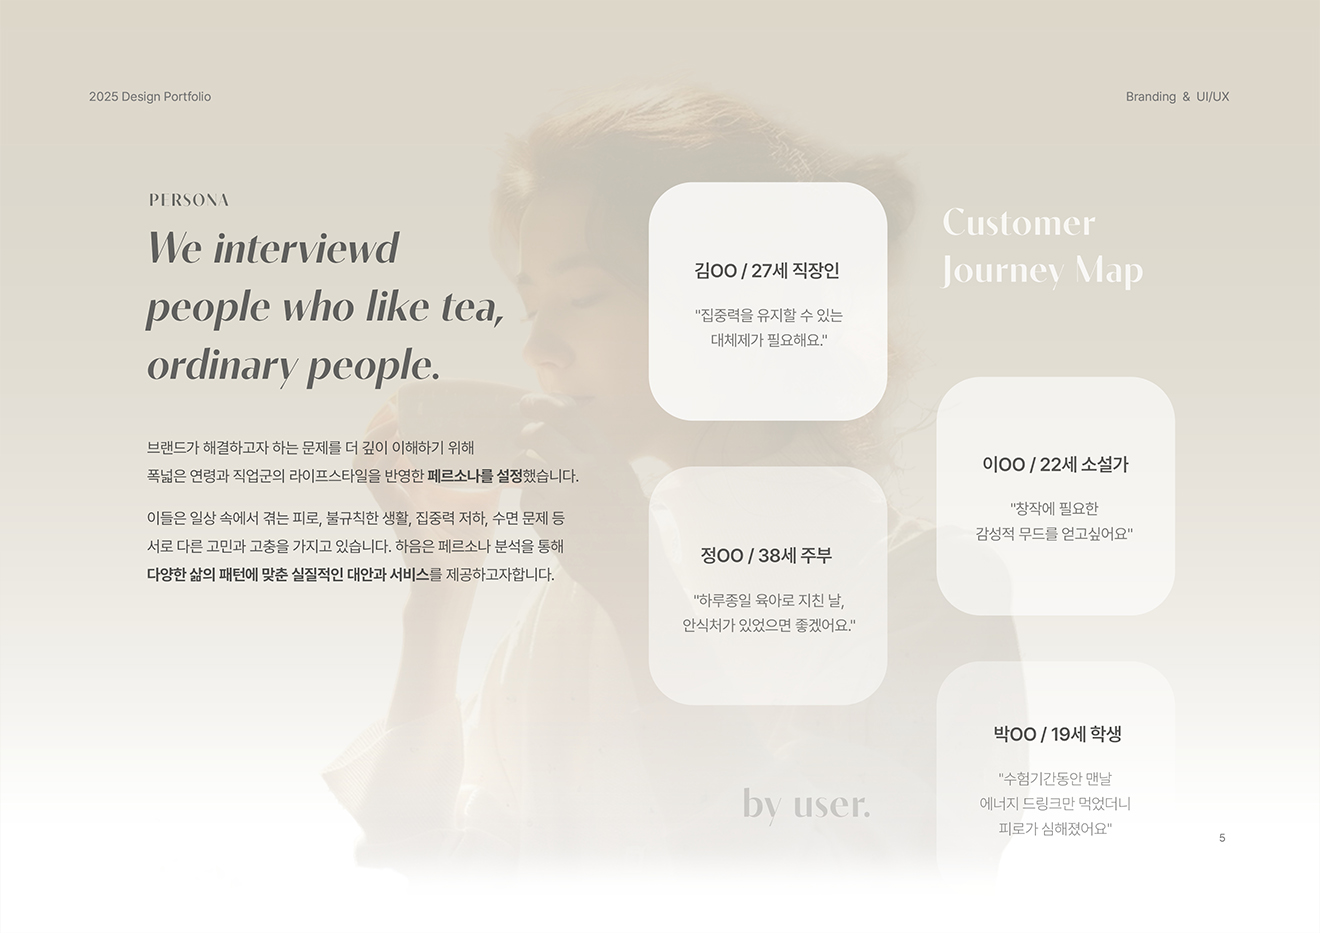 2025 Design Portfolio
Branding & UI/UX
PERSONA
We interviewd
people who like tea,
ordinary people.
브랜드가 해결하고자 하는 문제를 더 깊이 이해하기 위해
폭넓은 연령과 직업군의 라이프스타일을 반영한 페르소나를 설정했습니다.
이들은 일상 속에서 겪는 피로, 불규칙한 생활, 집중력 저하, 수면 문제 등
서로 다른 고민과 고충을 가지고 있습니다. 하음은 페르소나 분석을 통해
다양한 삶의 패턴에 맞춘 실질적인 대안과 서비스를 제공하고자합니다.
김OO / 27세 직장인
"집중력을 유지할 수 있는
대체제가 필요해요."
정OO / 38세 주부
"하루종일 육아로 지친 날,
안식처가 있었으면 좋겠어요."
by user.
Customer
Journey Map
이OO / 22세 소설가
"창작에 필요한
감성적 무드를 얻고싶어요"
박OO / 19세 학생
"수험기간동안 맨날
에너지 드링크만 먹었더니
피로가 심해졌어요"
5